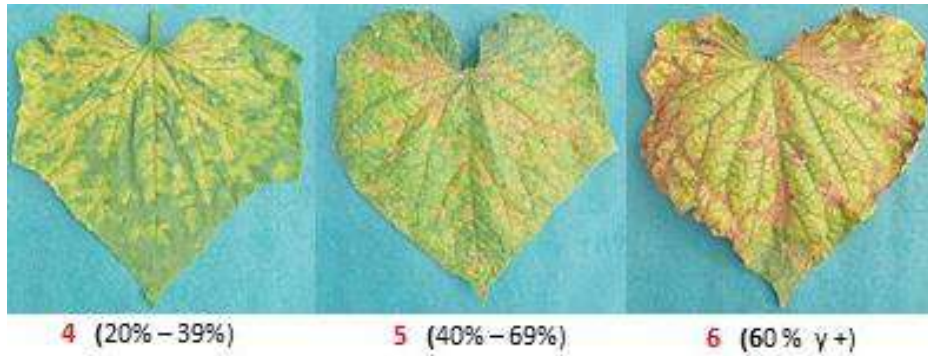 4 (20% – 39%)
5 (40% – 69%)
6 (60 % y +)